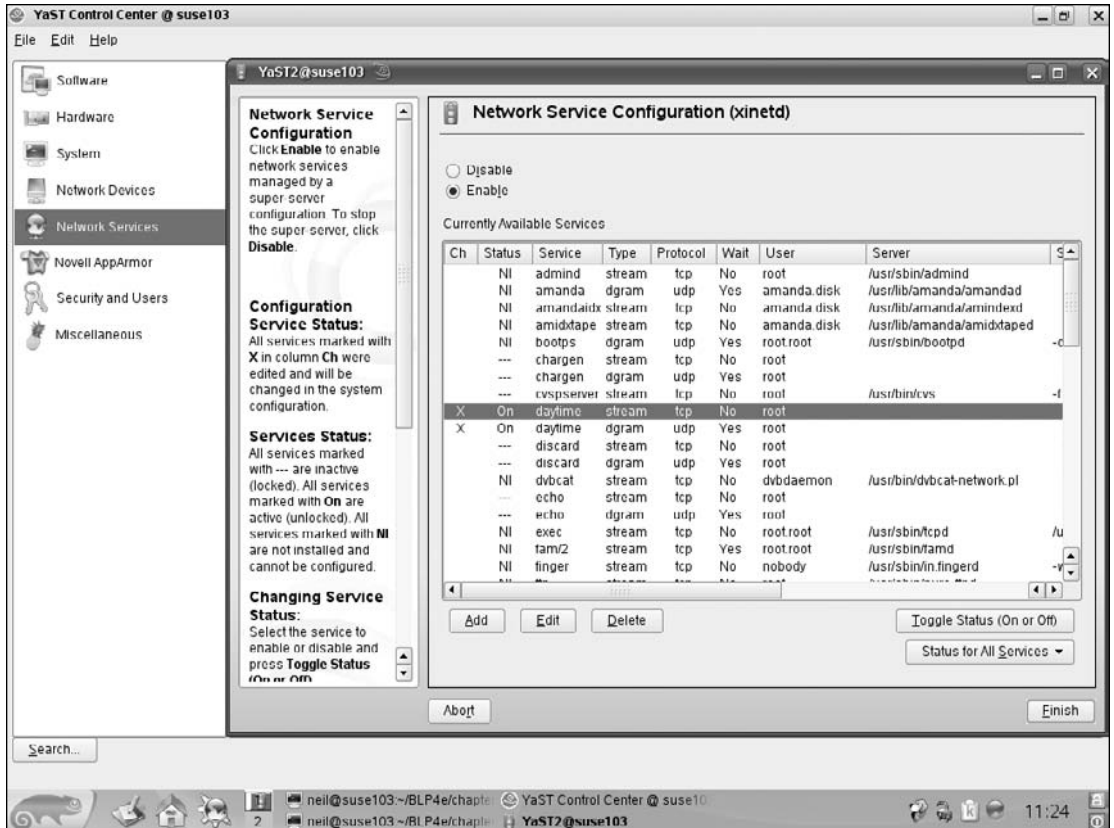 YaST Control Center @ suse103
File Edit Help
Software
Hardware
System
Network Devices
Network Services
Novell AppArmor
Security and Users
Miscellaneous
Search...
YaST2@suse103
Network Service
Configuration
Click Enable to enable
network services
managed by a
super-server
configuration. To stop
the super-server, click
Disable.
Configuration
Service Status:
All services marked with
X in column Ch were
edited and will be
changed in the system
configuration.
Services Status:
All services marked
with --- are inactive
(locked). All services
marked with On are
active (unlocked). All
services marked with NI
are not installed and
cannot be configured.
Changing Service
Status:
Select the service to
enable or disable and
press Toggle Status
(On or Off)
Network Service Configuration (xinetd)
Disable
Enable
Currently Available Services
Ch Status Service Type Protocol Wait User Server S
NI admind stream tcp No root /usr/sbin/admind
NI amanda dgram udp Yes amanda.disk /usr/lib/amanda/amandad
NI amandaidx stream tcp No amanda.disk /usr/lib/amanda/amindexd
NI amidxtape stream tcp No amanda.disk /usr/lib/amanda/amidxtaped
NI bootps dgram udp Yes root.root /usr/sbin/bootpd
--- chargen stream tcp No root
--- chargen dgram udp Yes root
--- cvspserver stream tcp No root /usr/bin/cvs -f
X On daytime stream tcp No root
X On daytime dgram udp Yes root
--- discard stream tcp No root
--- discard dgram udp Yes root
NI dvbcat stream tcp No dvbdaemon /usr/bin/dvbcat-network.pl
--- echo stream tcp No root
--- echo dgram udp Yes root
NI exec stream tcp No root.root /usr/sbin/tcpd /u
NI fam/2 stream tcp Yes root.root /usr/sbin/famd
NI finger stream tcp No nobody /usr/sbin/in.fingerd
Add Edit Delete Toggle Status (On or Off)
Status for All Services
Abort Finish
2
neil@suse103:~/BLP4e/chapte
YaST Control Center @ suse10
neil@suse103:~/BLP4e/chapte
YaST2@suse103
11:24